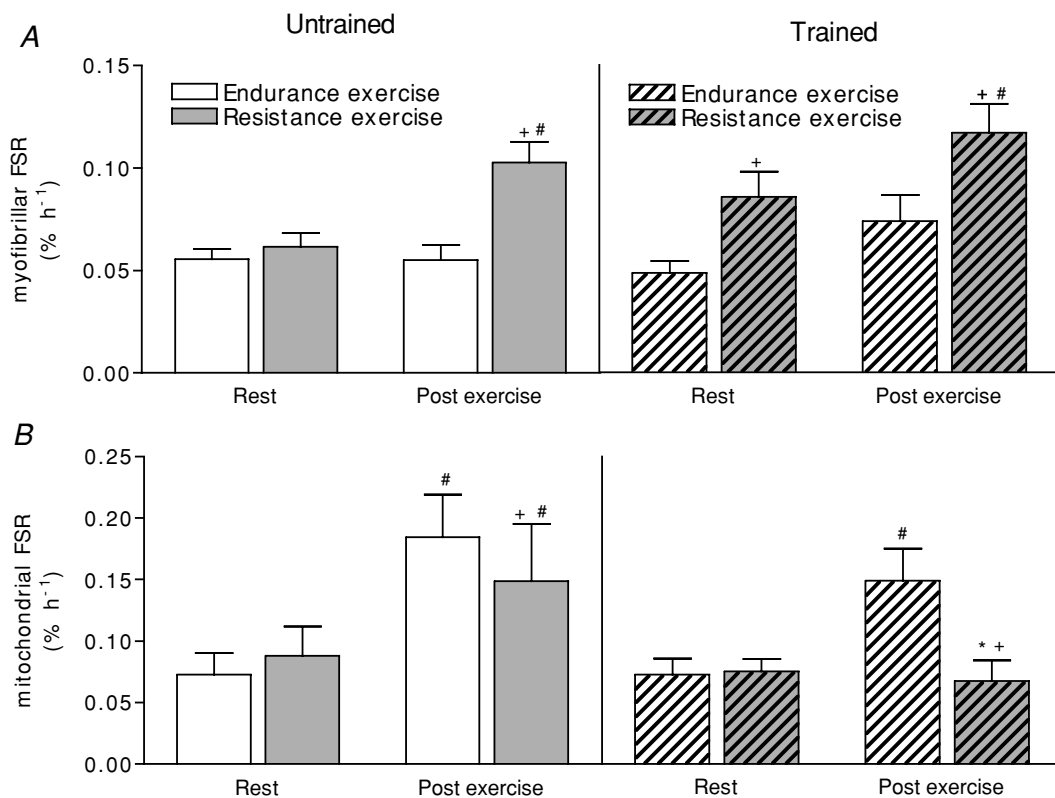 A
Untrained
Trained
myofibrillar FSR
(% h-1)
0.15
0.10
0.05
0.00
Endurance exercise
Resistance exercise
+ #
Rest
Post exercise
Endurance exercise
Resistance exercise
+
+ #
Rest
Post exercise
B
mitochondrial FSR
(% h-1)
0.25
0.20
0.15
0.10
0.05
0.00
#
+ #
Rest
Post exercise
#
* +
Rest
Post exercise